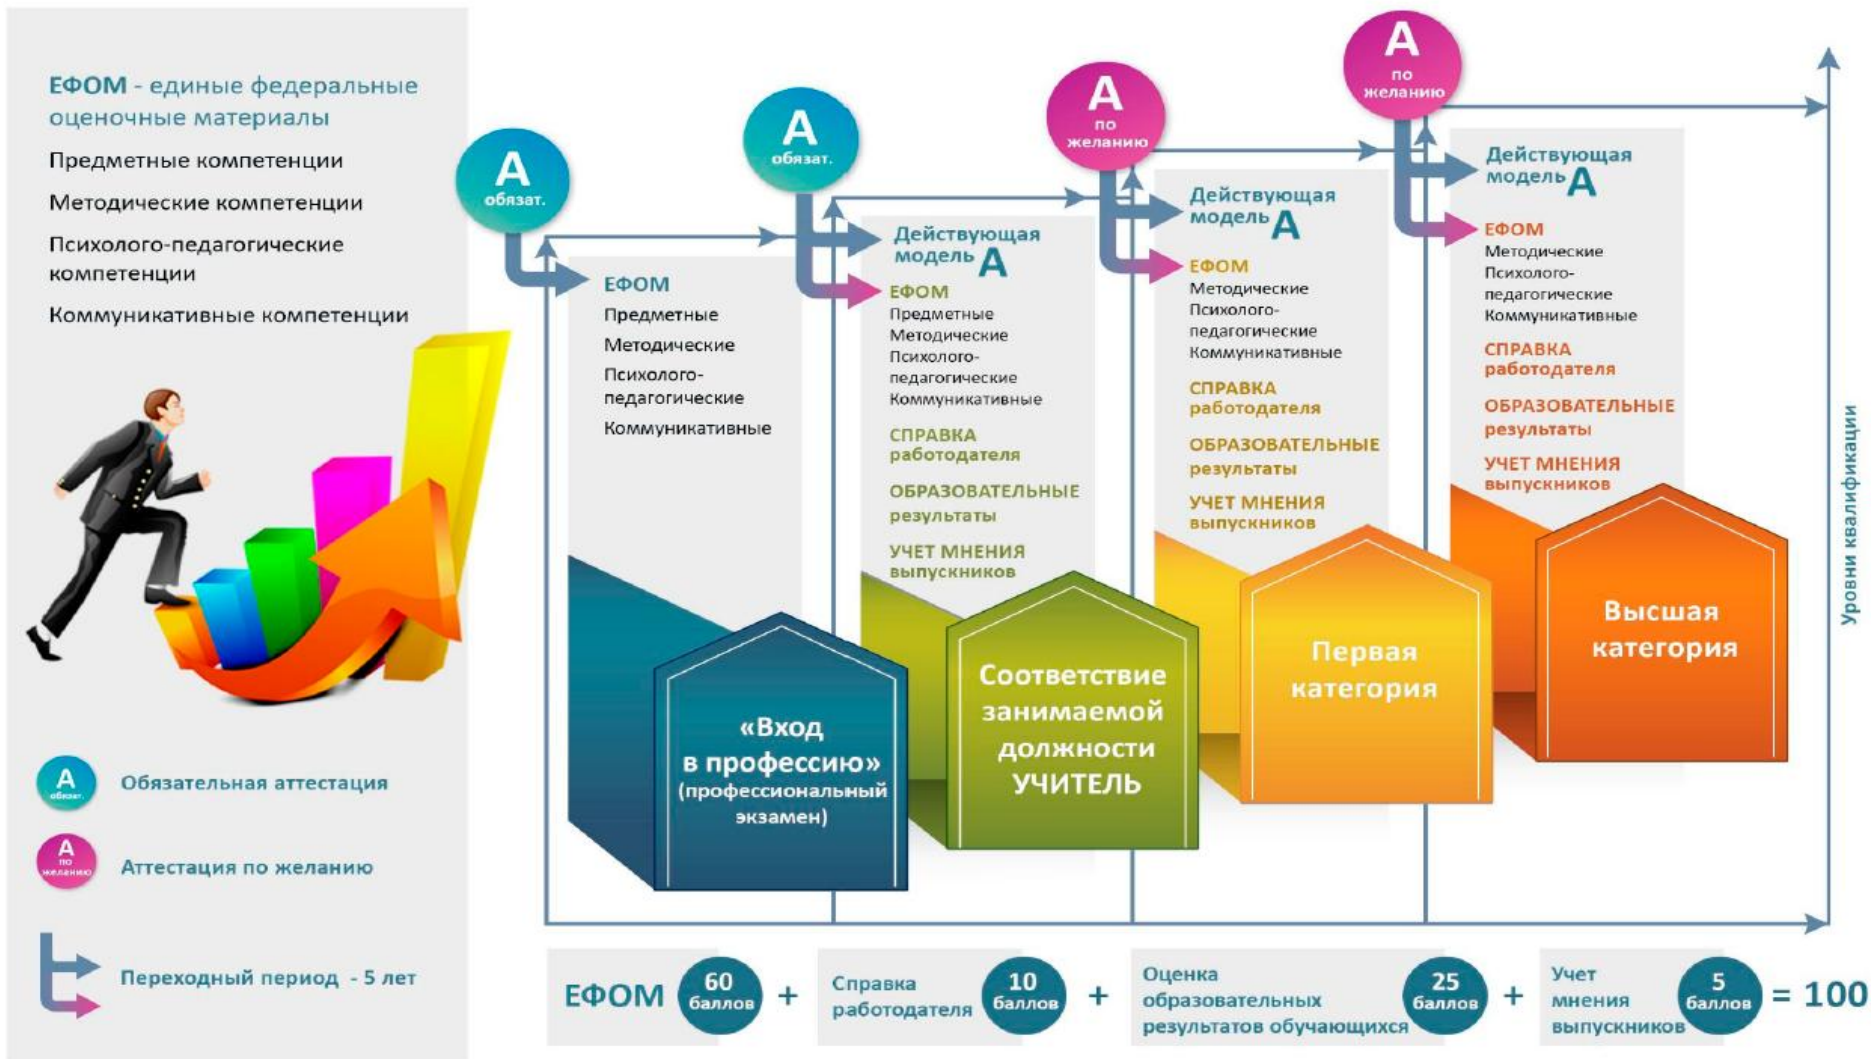 ЕФОМ - единые федеральные
оценочные материалы
Предметные компетенции
Методические компетенции
Психолого-педагогические
компетенции
Коммуникативные компетенции
А
обязат.
Обязательная аттестация
А
по
желанию
Аттестация по желанию
Переходный период - 5 лет
А
обязат.
ЕФОМ
Предметные
Методические
Психолого-
педагогические
Коммуникативные
«Вход
в профессию»
(профессиональный
экзамен)
А
обязат.
Действующая
модель А
ЕФОМ
Предметные
Методические
Психолого-
педагогические
Коммуникативные
СПРАВКА
работодателя
ОБРАЗОВАТЕЛЬНЫЕ
результаты
УЧЕТ МНЕНИЯ
выпускников
Соответствие
занимаемой
должности
УЧИТЕЛЬ
А
по
желанию
Действующая
модель А
ЕФОМ
Методические
Психолого-
педагогические
Коммуникативные
СПРАВКА
работодателя
ОБРАЗОВАТЕЛЬНЫЕ
результаты
УЧЕТ МНЕНИЯ
выпускников
Первая
категория
А
по
желанию
Действующая
модель А
ЕФОМ
Методические
Психолого-
педагогические
Коммуникативные
СПРАВКА
работодателя
ОБРАЗОВАТЕЛЬНЫЕ
результаты
УЧЕТ МНЕНИЯ
выпускников
Высшая
категория
Уровни квалификации
ЕФОМ
60
баллов
+
Справка
работодателя
10
баллов
+
Оценка
образовательных
результатов обучающихся
25
баллов
+
Учет
мнения
выпускников
5
баллов
= 100